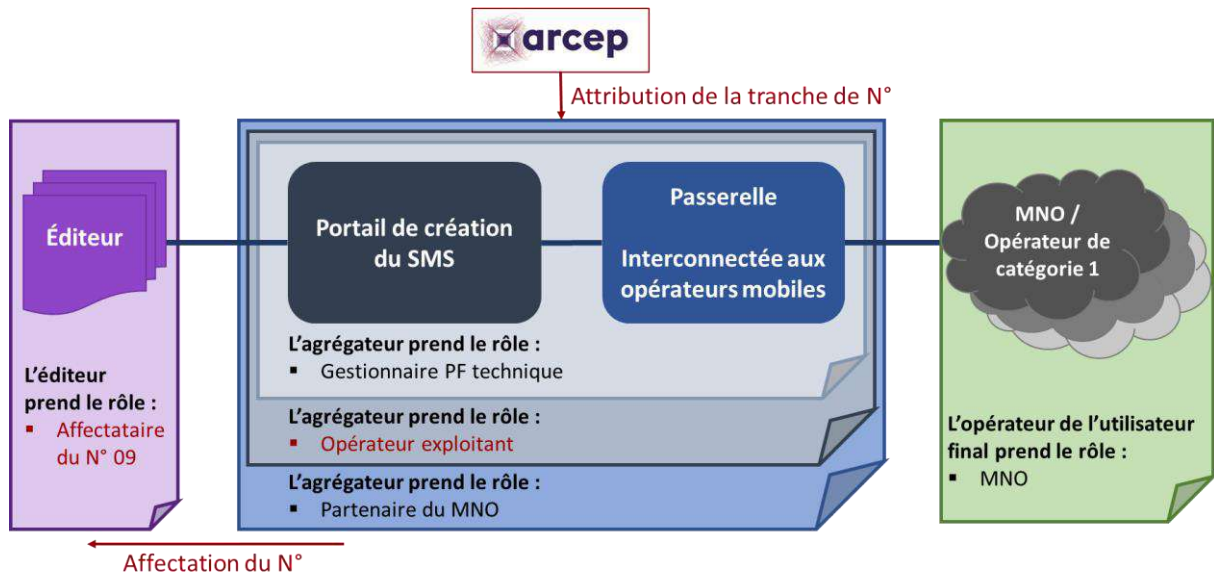 arcep
Attribution de la tranche de N°
Éditeur
L'éditeur
prend le rôle :
▪ Affectataire
du N° 09
Portail de création
du SMS
Passerelle
Interconnectée aux
opérateurs mobiles
L'agrégateur prend le rôle :
▪ Gestionnaire PF technique
L'agrégateur prend le rôle :
▪ Opérateur exploitant
L'agrégateur prend le rôle :
▪ Partenaire du MNO
MNO /
Opérateur de
catégorie 1
L'opérateur de l'utilisateur
final prend le rôle :
▪ MNO
Affectation du N°